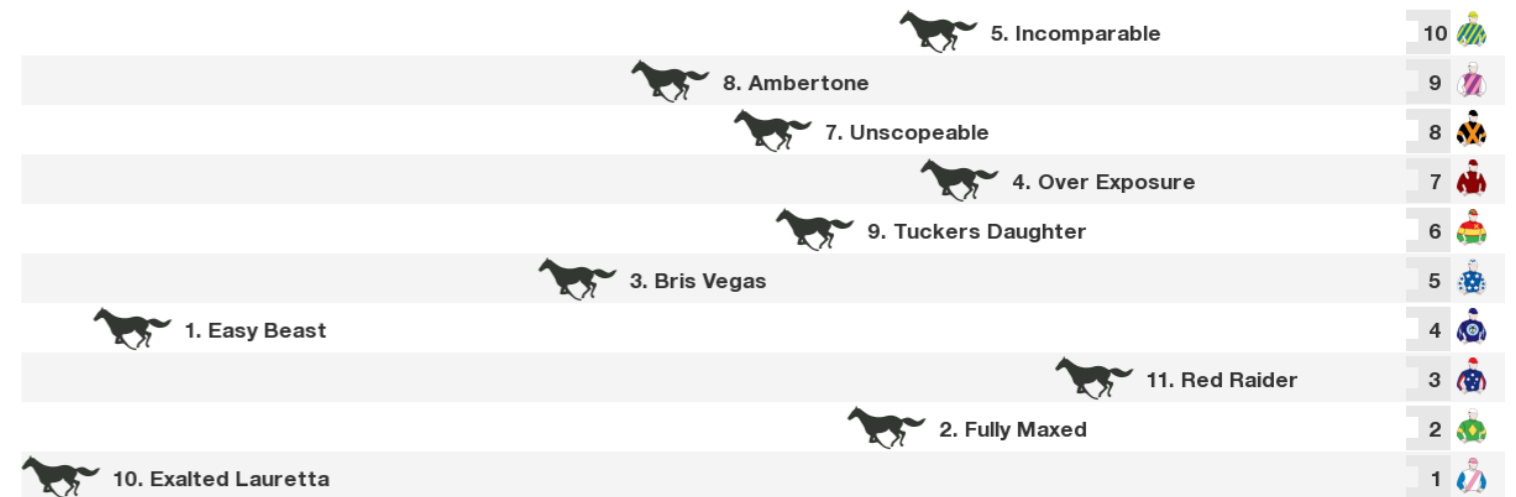 5. Incomparable 10
8. Ambertone 9
7. Unscopeable 8
4. Over Exposure 7
9. Tuckers Daughter 6
3. Bris Vegas 5
1. Easy Beast 4
11. Red Raider 3
2. Fully Maxed 2
10. Exalted Lauretta 1